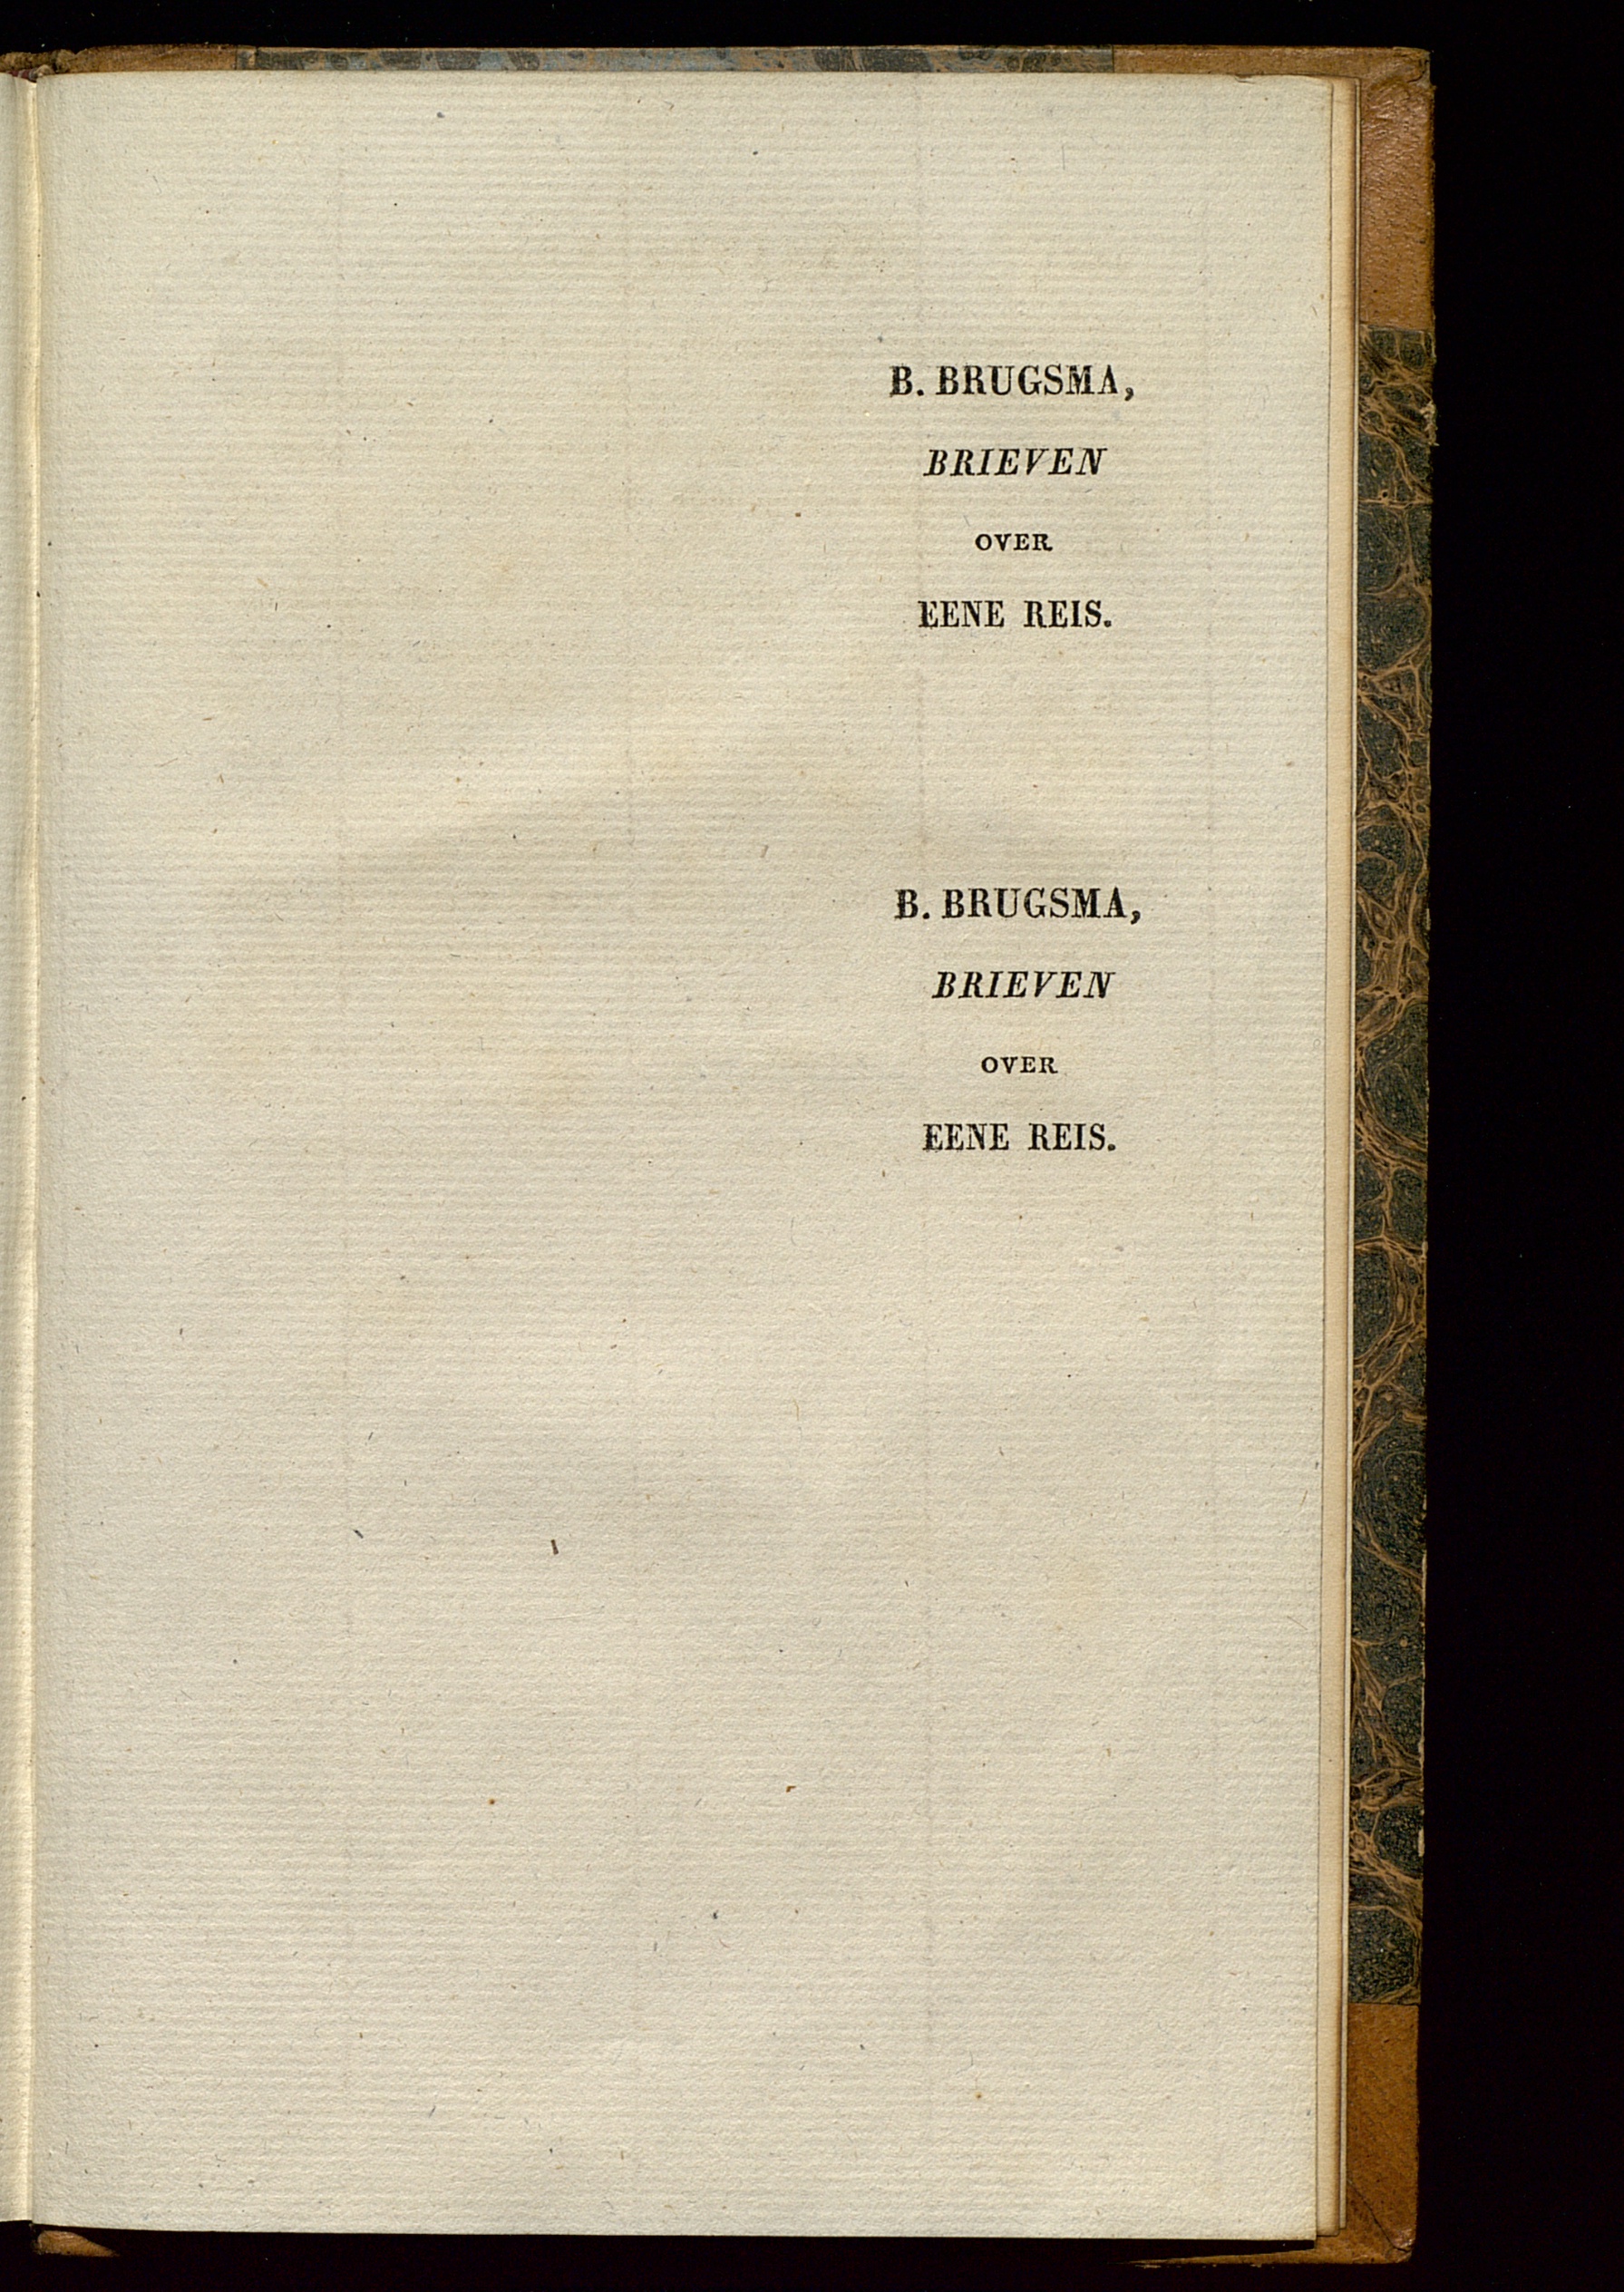 B. BRUGSMA,
BRIEVEN
OVER
EENE REIS.
B. BRUGSMA,
BRIEVEN
OVER
EENE REIS.